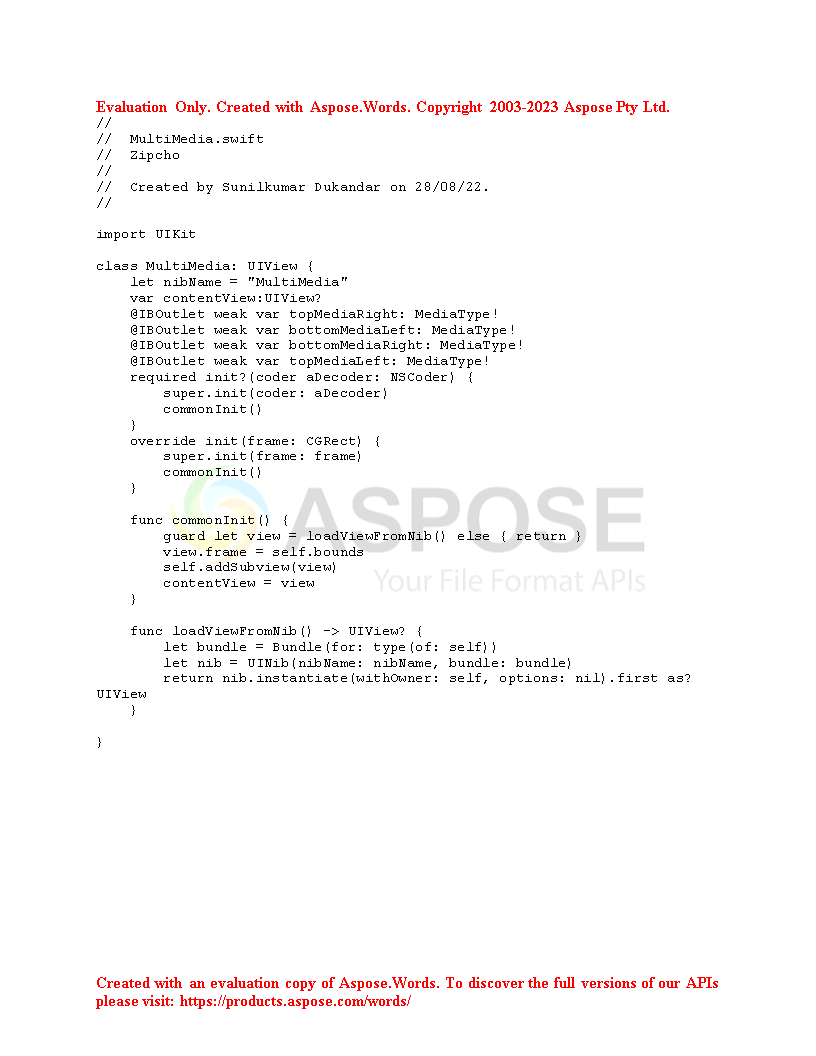 Evaluation Only. Created with Aspose.Words. Copyright 2003-2023 Aspose Pty Ltd.
//
//  MultiMedia.swift
//  Zipcho
//
//  Created by Sunilkumar Dukandar on 28/08/22.
//

import UIKit

class MultiMedia: UIView {
    let nibName = "MultiMedia"
    var contentView:UIView?
    @IBOutlet weak var topMediaRight: MediaType!
    @IBOutlet weak var bottomMediaLeft: MediaType!
    @IBOutlet weak var bottomMediaRight: MediaType!
    @IBOutlet weak var topMediaLeft: MediaType!
    required init?(coder aDecoder: NSCoder) {
        super.init(coder: aDecoder)
        commonInit()
    }
    override init(frame: CGRect) {
        super.init(frame: frame)
        commonInit()
    }

    func commonInit() {
        guard let view = loadViewFromNib() else { return }
        view.frame = self.bounds
        self.addSubview(view)
        contentView = view
    }

    func loadViewFromNib() -> UIView? {
        let bundle = Bundle(for: type(of: self))
        let nib = UINib(nibName: nibName, bundle: bundle)
        return nib.instantiate(withOwner: self, options: nil).first as?
UIView
    }

}
ASPOSE
Your File Format APIs
Created with an evaluation copy of Aspose.Words. To discover the full versions of our APIs
please visit: https://products.aspose.com/words/